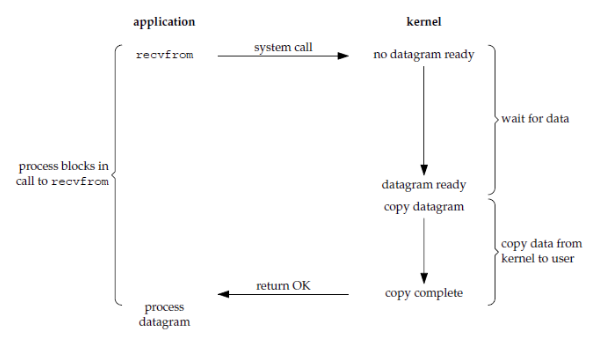 application
kernel
recvfrom
system call
no datagram ready
wait for data
process blocks in
call to recvfrom
datagram ready
copy datagram
copy data from
kernel to user
return OK
copy complete
process
datagram